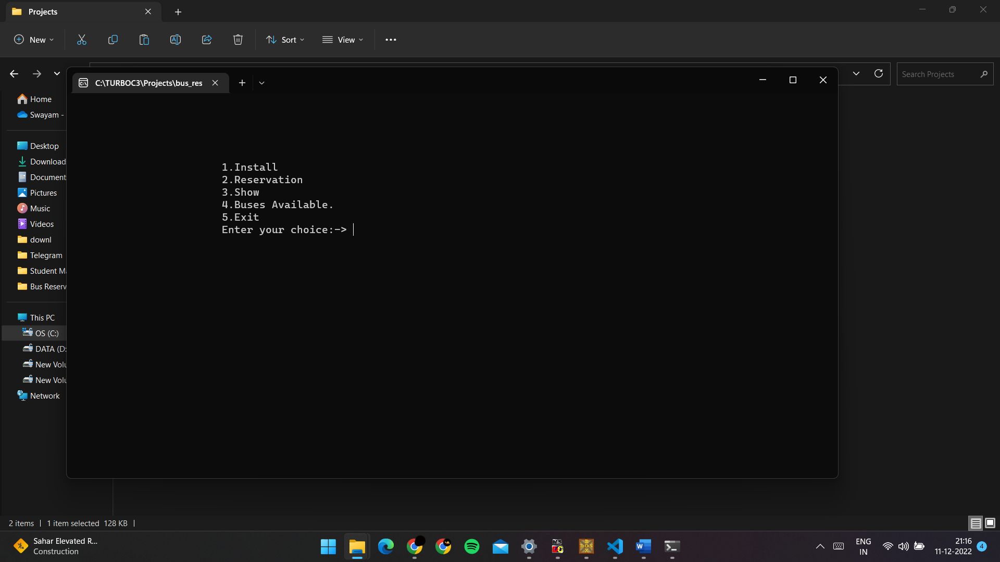 Projects
New
Sort
View
Search Projects
C:\TURBOC3\Projects\bus_res
Home
Swayam -
Desktop
Download
Document
Pictures
Music
Videos
downl
Telegram
Student M
Bus Reserv
This PC
OS (C:)
DATA (D:
New Volu
New Volu
Network
1.Install
2.Reservation
3.Show
4.Buses Available.
5.Exit
Enter your choice:->
2 items
1 item selected 128 KB
Sahar Elevated R...
Construction
ENG
IN
21:16
11-12-2022
4